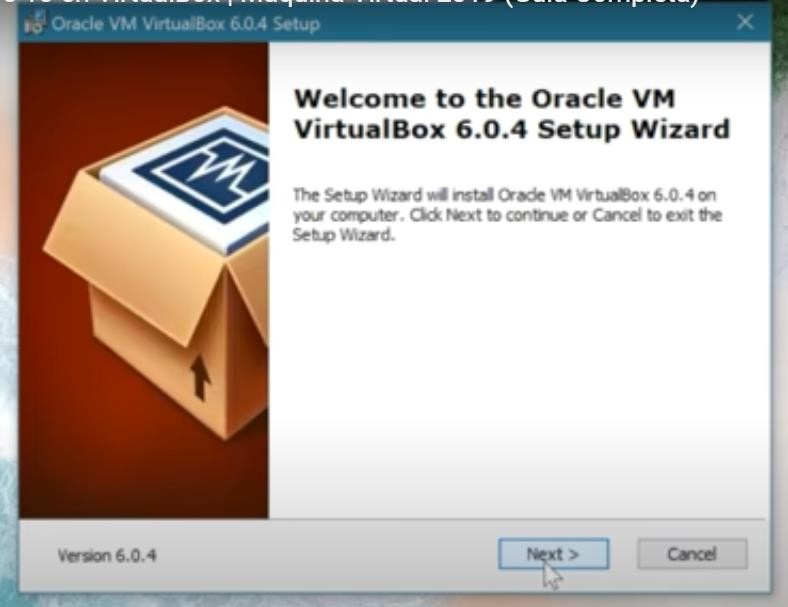 en VirtualBox | Maquina Virtual 2019 (Guia Completa)
Oracle VM VirtualBox 6.0.4 Setup
Welcome to the Oracle VM
VirtualBox 6.0.4 Setup Wizard
The Setup Wizard will install Oracle VM VirtualBox 6.0.4 on
your computer. Click Next to continue or Cancel to exit the
Setup Wizard.
Version 6.0.4
Next >
Cancel